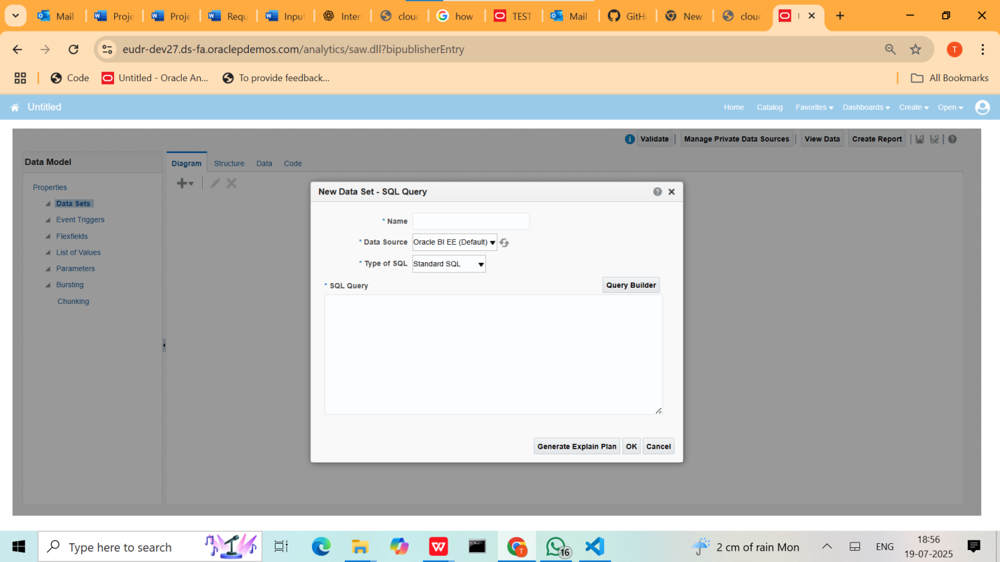 Mail
Proje
Proje
Requ
Inpu
Inter
clou
how
TEST
Mail
GitHu
New
clou
eudr-dev27.ds-fa.oraclepdemos.com/analytics/saw.dll?bipublisherEntry
T
Code
Untitled - Oracle An...
To provide feedback...
All Bookmarks
Untitled
Home Catalog Favorites Dashboards Create Open
Validate | Manage Private Data Sources | View Data Create Report
Data Model
Diagram Structure Data Code
Properties
Data Sets
Event Triggers
Flexfields
List of Values
Parameters
Bursting
Chunking
New Data Set - SQL Query
* Name
* Data Source Oracle BI EE (Default)
* Type of SQL Standard SQL
* SQL Query
Query Builder
Generate Explain Plan OK Cancel
Type here to search
T
16
2 cm of rain Mon
ENG
18:56
19-07-2025